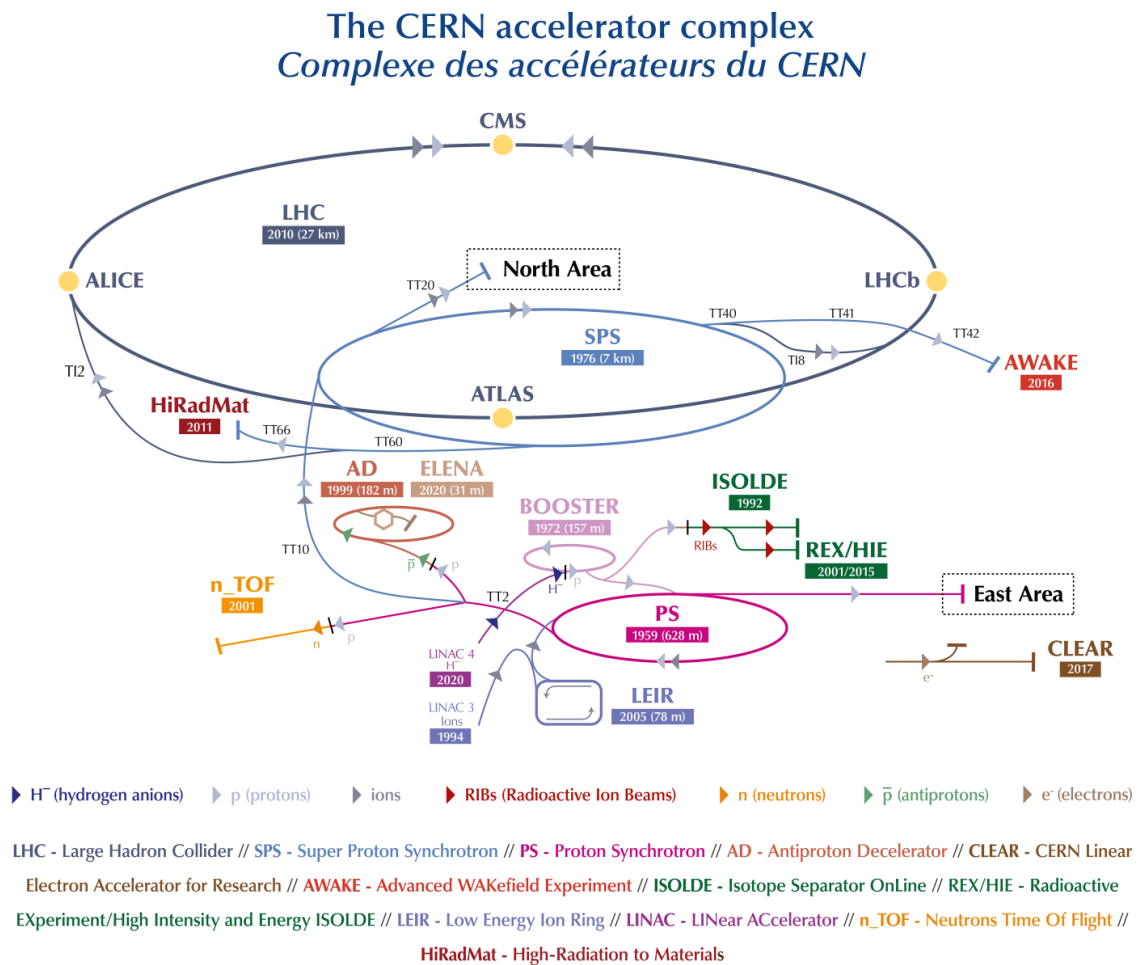 The CERN accelerator complex
Complexe des accélérateurs du CERN
CMS
LHC
2010 (27 km)
North Area
ALICE
TT20
LHCb
SPS
1976 (7 km)
TT40
TT41
TT42
TI8
AWAKE
2016
TI2
ATLAS
HiRadMat
2011
TT66
TT60
AD
1999 (182 m)
ELENA
2020 (31 m)
ISOLDE
1992
BOOSTER
1972 (157 m)
RIBs
REX/HIE
2001/2015
TT10
p
p
p
H−
n_TOF
2001
TT2
East Area
PS
1959 (628 m)
n
p
LINAC 4
H−
2020
CLEAR
2017
e-
LINAC 3
Ions
1994
LEIR
2005 (78 m)
H− (hydrogen anions)
p (protons)
ions
RIBs (Radioactive Ion Beams)
n (neutrons)
p̅ (antiprotons)
e- (electrons)
LHC - Large Hadron Collider // SPS - Super Proton Synchrotron // PS - Proton Synchrotron // AD - Antiproton Decelerator // CLEAR - CERN Linear
Electron Accelerator for Research // AWAKE - Advanced WAKefield Experiment // ISOLDE - Isotope Separator OnLine // REX/HIE - Radioactive
EXperiment/High Intensity and Energy ISOLDE // LEIR - Low Energy Ion Ring // LINAC - LINear ACcelerator // n_TOF - Neutrons Time Of Flight //
HiRadMat - High-Radiation to Materials